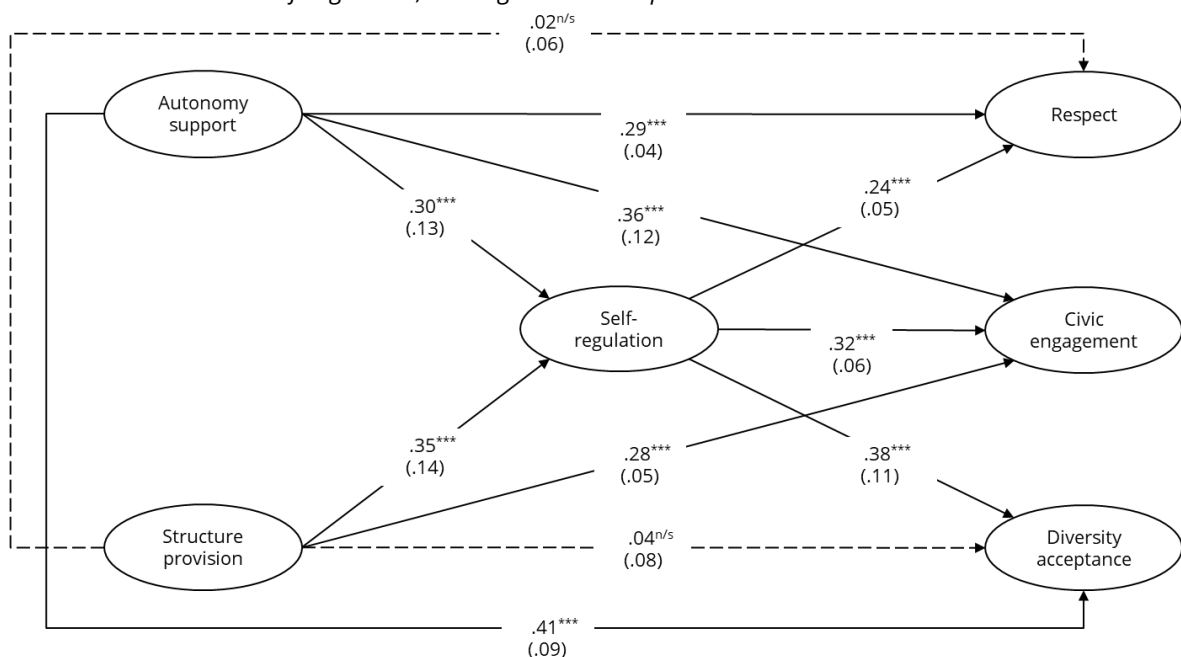 .02n/s
(.06)
Autonomy
support
Respect
.29***
(.04)
.24***
(.05)
.30***
(.13)
.36***
(.12)
Self-
regulation
Civic
engagement
.32***
(.06)
.35***
(.14)
.28***
(.05)
.38***
(.11)
Structure
provision
.04n/s
(.08)
Diversity
acceptance
.41***
(.09)